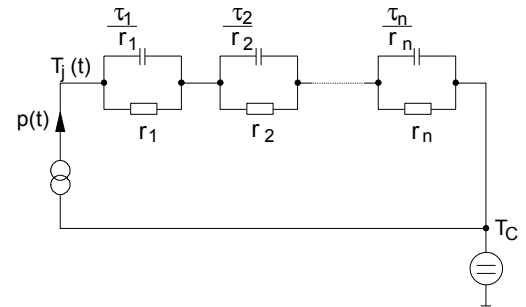 τ1 τ2 τn
r1 r2 rn
Tj (t)
p(t)
r1 r2 rn
TC